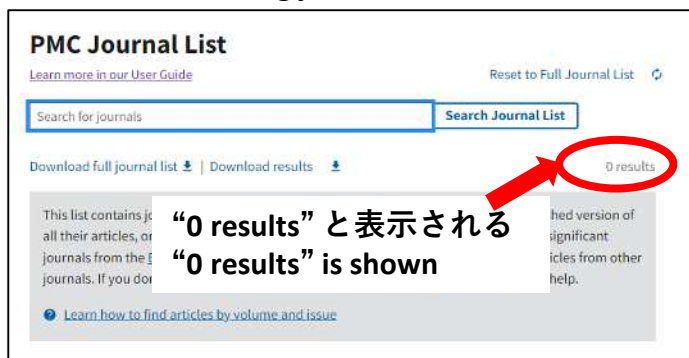 PMC Journal List
Learn more in our User Guide
Reset to Full Journal List
Search for journals
Search Journal List
Download full journal list | Download results
0 results
This list contains jo
hed version of
all their articles, or
significant
journals from the
icles from other
journals. If you don
help.
“0 results” と表示される
“0 results” is shown
Learn how to find articles by volume and issue